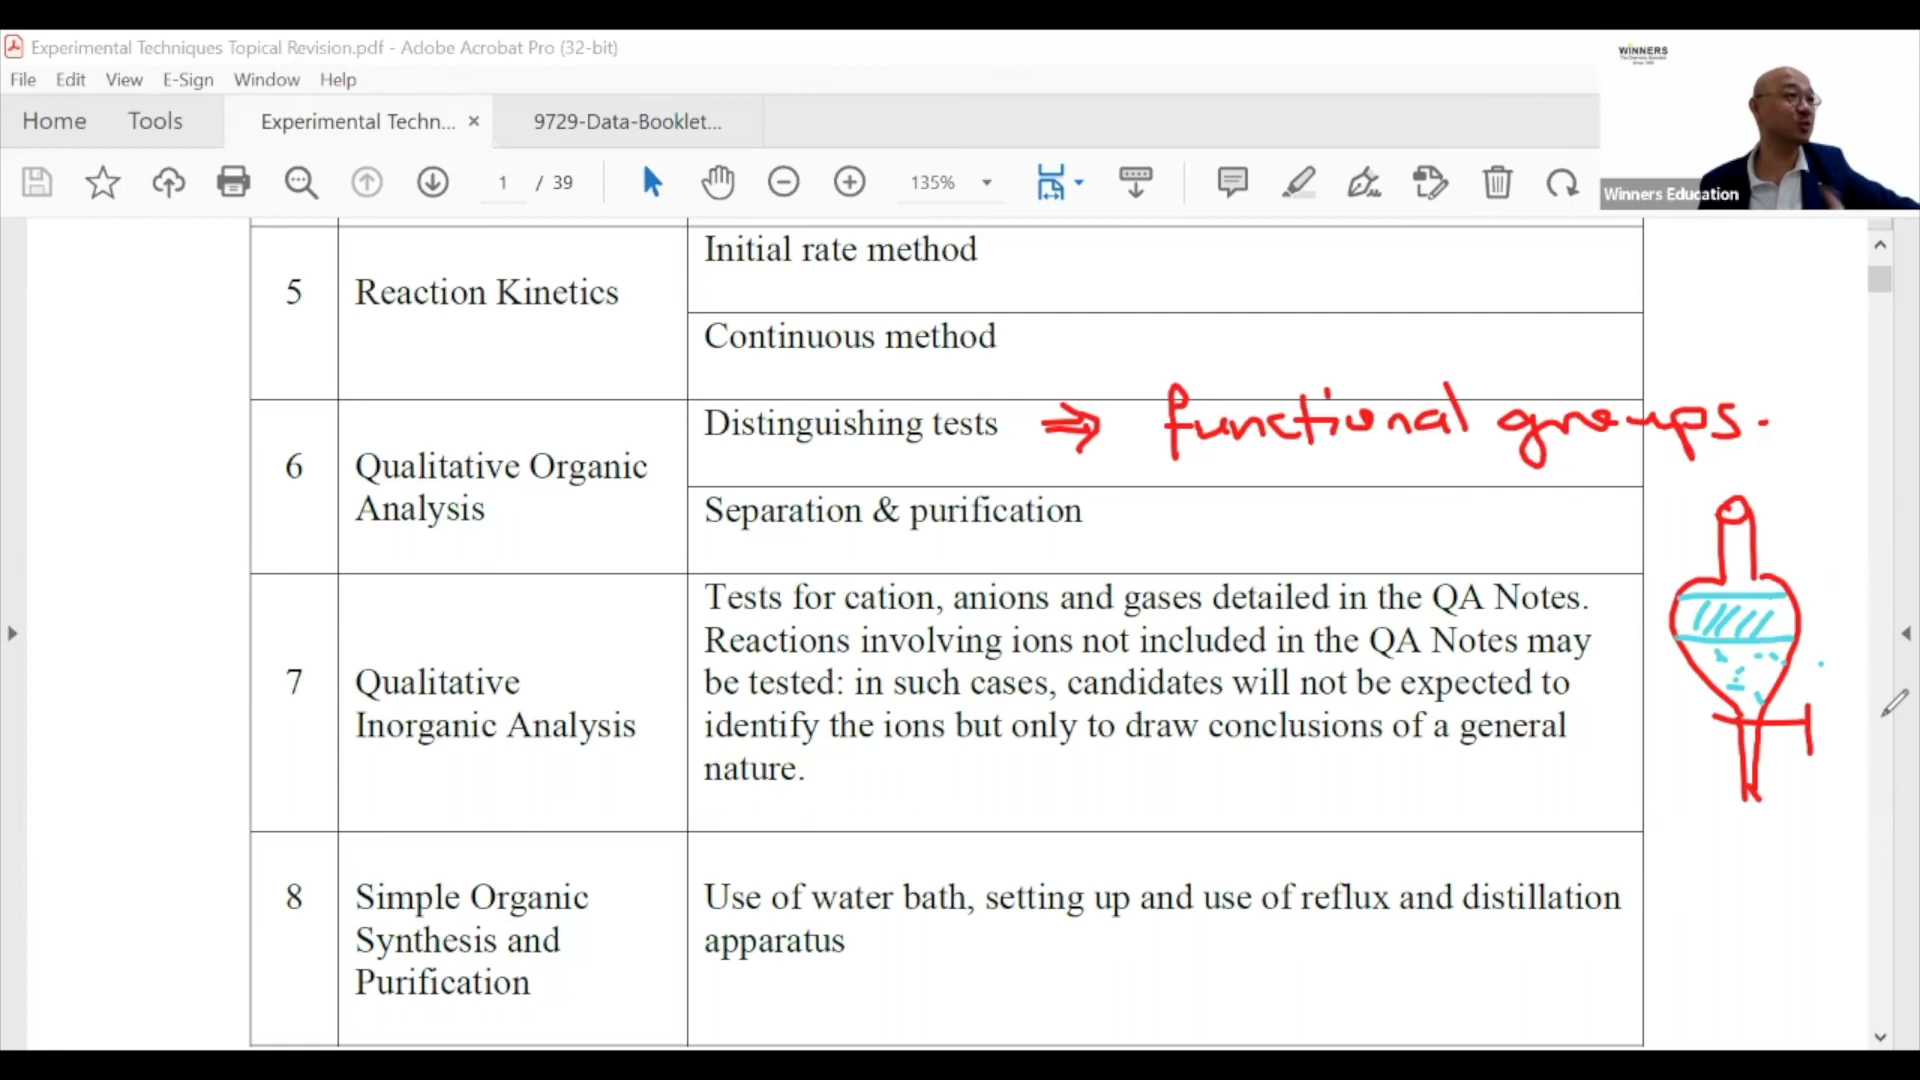 Experimental Techniques Topical Revision.pdf - Adobe Acrobat Pro (32-bit)
WINNERS
File Edit View E-Sign Window Help
Home Tools Experimental Techn... × 9729-Data-Booklet...
1 / 39 135%
Winners Education
5 Reaction Kinetics
Initial rate method
Continuous method
6 Qualitative Organic
Analysis
Distinguishing tests ⇒ functional groups.
Separation & purification
7 Qualitative
Inorganic Analysis
Tests for cation, anions and gases detailed in the QA Notes.
Reactions involving ions not included in the QA Notes may
be tested: in such cases, candidates will not be expected to
identify the ions but only to draw conclusions of a general
nature.
8 Simple Organic
Synthesis and
Purification
Use of water bath, setting up and use of reflux and distillation
apparatus